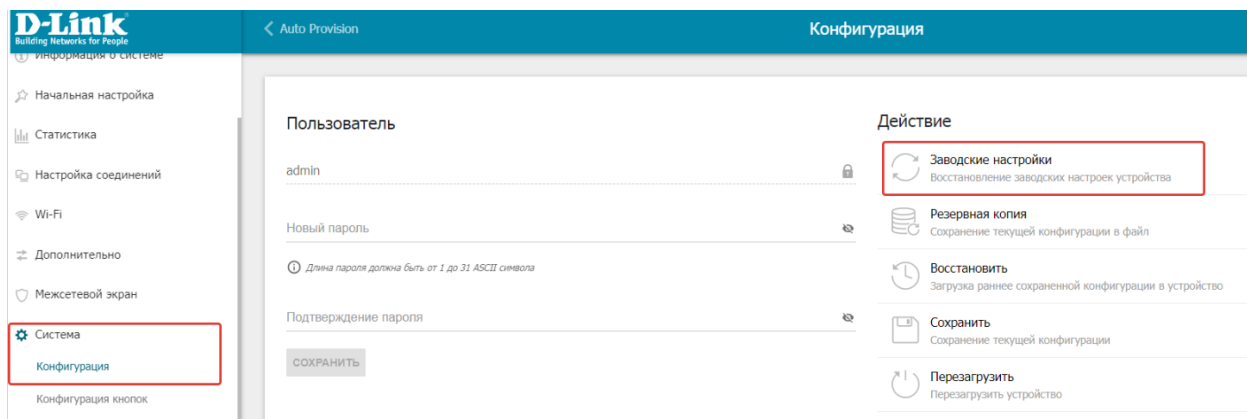 D-Link
Building Networks for People
Auto Provision
Конфигурация
Информация о системе
Начальная настройка
Статистика
Настройка соединений
Wi-Fi
Дополнительно
Межсетевой экран
Система
Конфигурация
Конфигурация кнопок
Пользователь
admin
Новый пароль
Длина пароля должна быть от 1 до 31 ASCII символа
Подтверждение пароля
СОХРАНИТЬ
Действие
Заводские настройки
Восстановление заводских настроек устройства
Резервная копия
Сохранение текущей конфигурации в файл
Восстановить
Загрузка раннее сохраненной конфигурации в устройство
Сохранить
Сохранение текущей конфигурации
Перезагрузить
Перезагрузить устройство